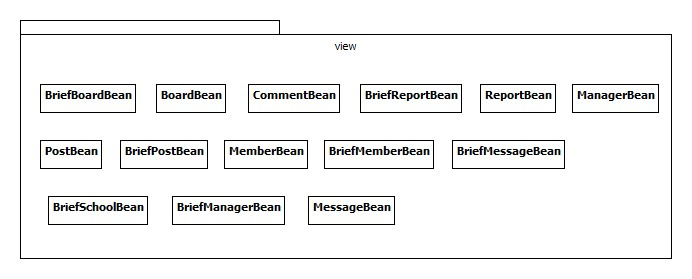 view
BriefBoardBean BoardBean CommentBean BriefReportBean ReportBean ManagerBean
PostBean BriefPostBean MemberBean BriefMemberBean BriefMessageBean
BriefSchoolBean BriefManagerBean MessageBean